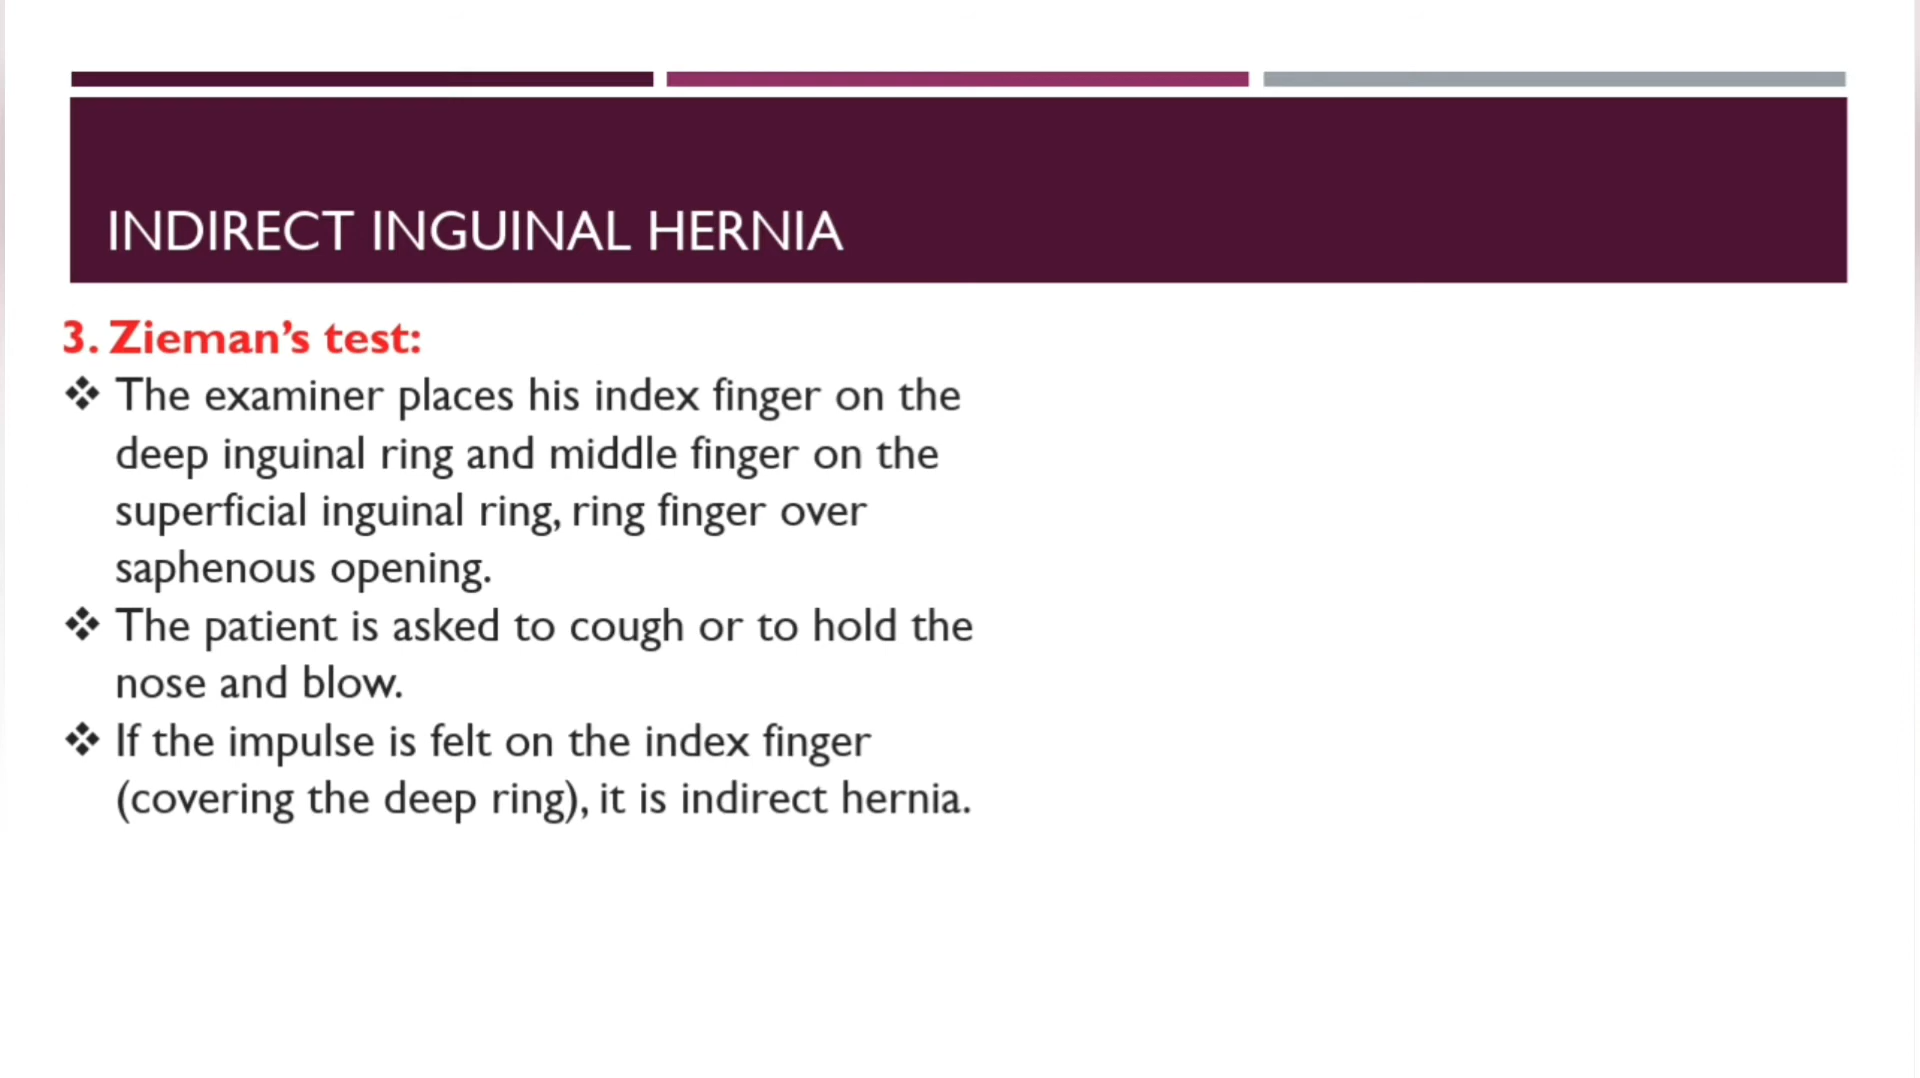 INDIRECT INGUINAL HERNIA
3. Zieman’s test:
❖ The examiner places his index finger on the
deep inguinal ring and middle finger on the
superficial inguinal ring, ring finger over
saphenous opening.
❖ The patient is asked to cough or to hold the
nose and blow.
❖ If the impulse is felt on the index finger
(covering the deep ring), it is indirect hernia.